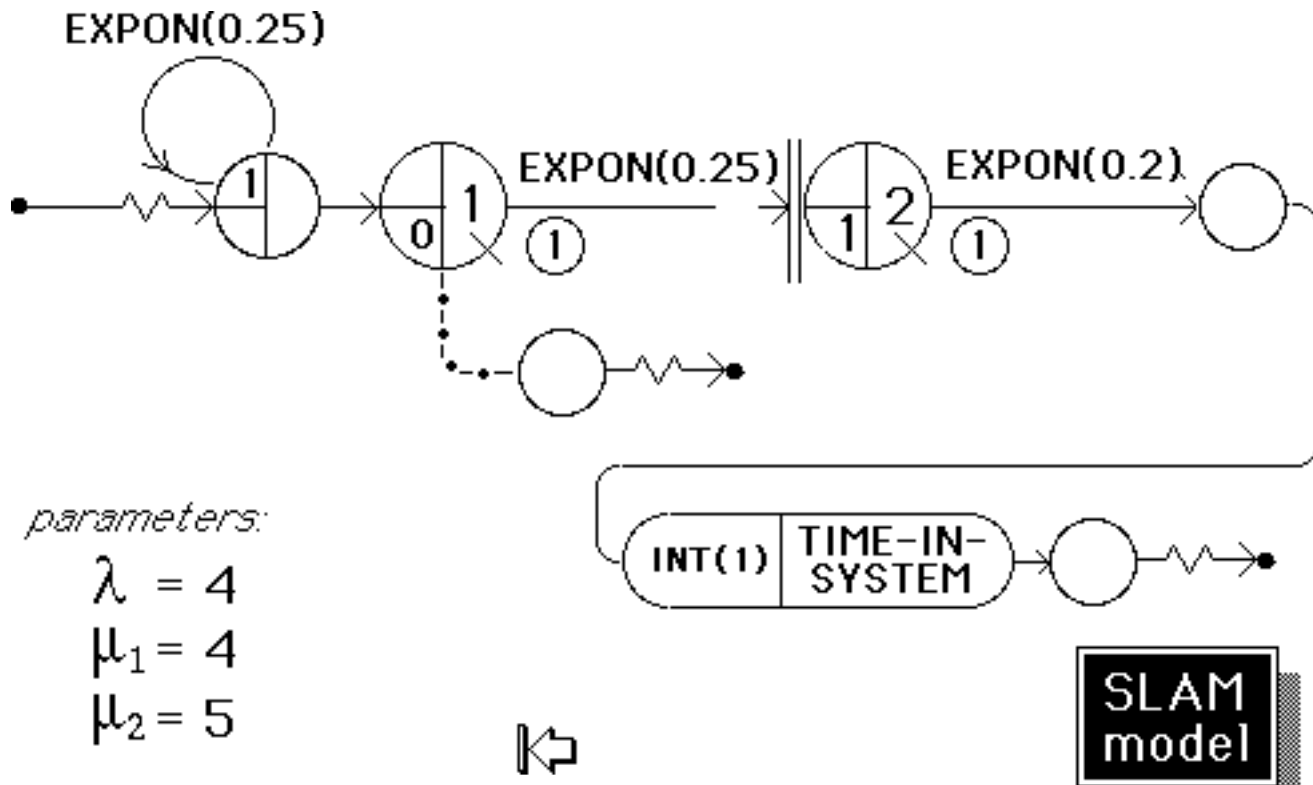 EXPON(0.25)
1
0
1
EXPON(0.25)
1
1
2
EXPON(0.2)
1
INT(1)
TIME-IN-
SYSTEM
parameters:
λ = 4
μ1 = 4
μ2 = 5
SLAM
model